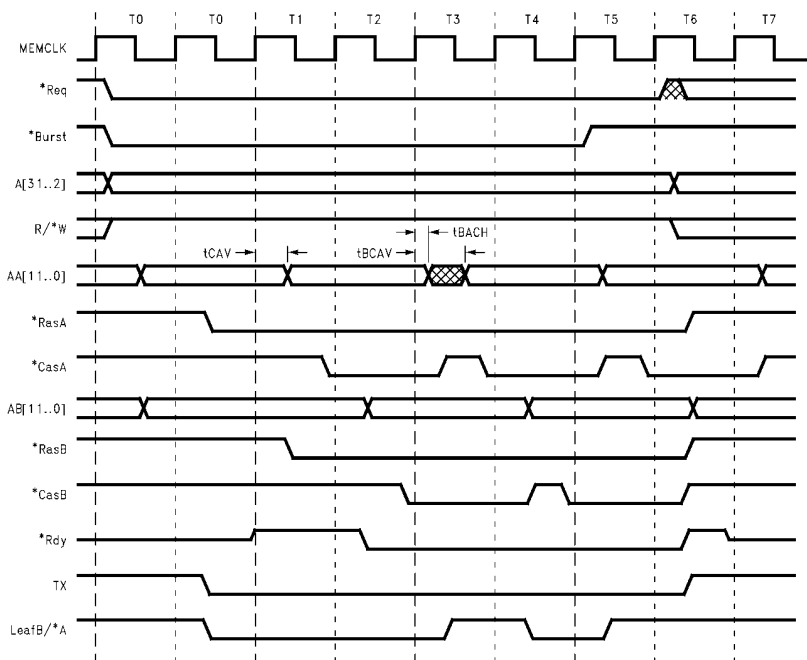 T0 T0 T1 T2 T3 T4 T5 T6 T7
MEMCLK
*Req
*Burst
A[31..2]
R/*W
tCAV tBCAV tBACH
AA[11..0]
*RasA
*CasA
AB[11..0]
*RasB
*CasB
*Rdy
TX
LeafB/*A